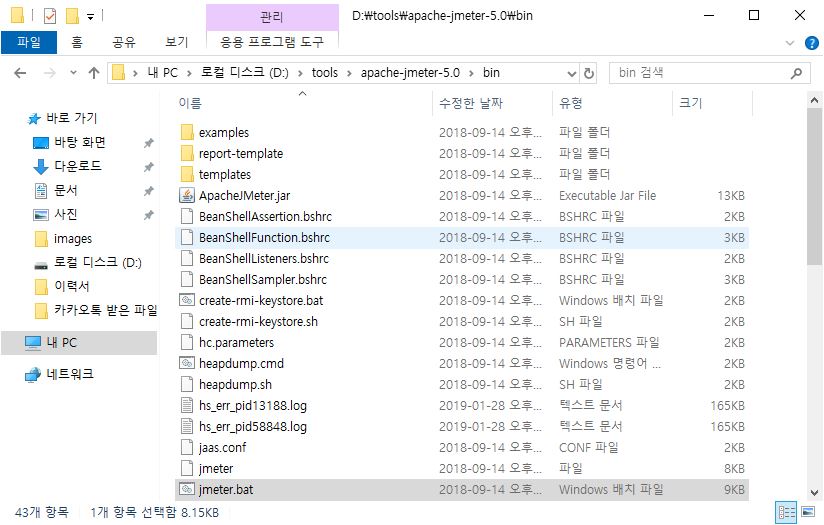 관리
D:₩tools₩apache-jmeter-5.0₩bin
파일 홈 공유 보기 응용 프로그램 도구
내 PC > 로컬 디스크 (D:) > tools > apache-jmeter-5.0 > bin
bin 검색
이름 수정한 날짜 유형 크기
바로 가기
바탕 화면
다운로드
문서
사진
images
로컬 디스크 (D:)
이력서
카카오톡 받은 파일
내 PC
네트워크
examples 2018-09-14 오후... 파일 폴더
report-template 2018-09-14 오후... 파일 폴더
templates 2018-09-14 오후... 파일 폴더
ApacheJMeter.jar 2018-09-14 오후... Executable Jar File 13KB
BeanShellAssertion.bshrc 2018-09-14 오후... BSHRC 파일 2KB
BeanShellFunction.bshrc 2018-09-14 오후... BSHRC 파일 3KB
BeanShellListeners.bshrc 2018-09-14 오후... BSHRC 파일 2KB
BeanShellSampler.bshrc 2018-09-14 오후... BSHRC 파일 3KB
create-rmi-keystore.bat 2018-09-14 오후... Windows 배치 파일 2KB
create-rmi-keystore.sh 2018-09-14 오후... SH 파일 2KB
hc.parameters 2018-09-14 오후... PARAMETERS 파일 2KB
heapdump.cmd 2018-09-14 오후... Windows 명령어 ... 2KB
heapdump.sh 2018-09-14 오후... SH 파일 2KB
hs_err_pid13188.log 2019-01-28 오후... 텍스트 문서 165KB
hs_err_pid58848.log 2019-01-28 오후... 텍스트 문서 165KB
jaas.conf 2018-09-14 오후... CONF 파일 2KB
jmeter 2018-09-14 오후... 파일 8KB
jmeter.bat 2018-09-14 오후... Windows 배치 파일 9KB
43개 항목 1개 항목 선택함 8.15KB